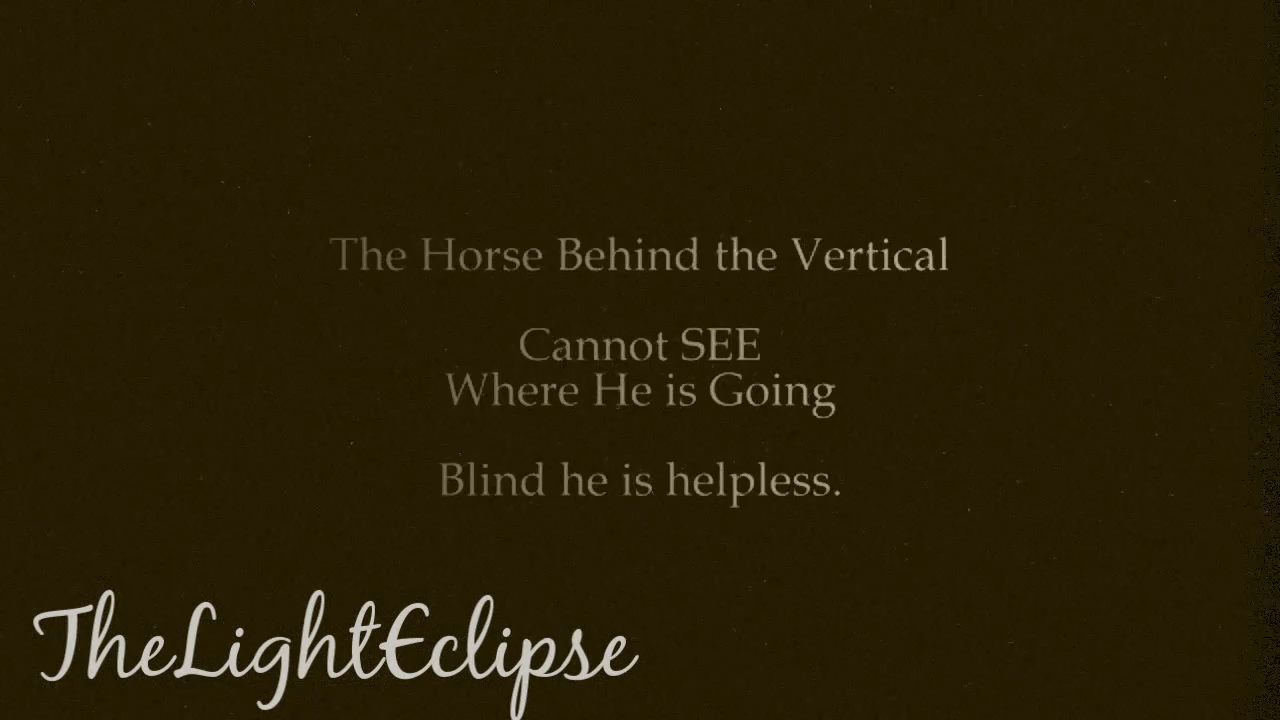 The Horse Behind the Vertical
Cannot SEE
Where He is Going
Blind he is helpless.
TheLightEclipse